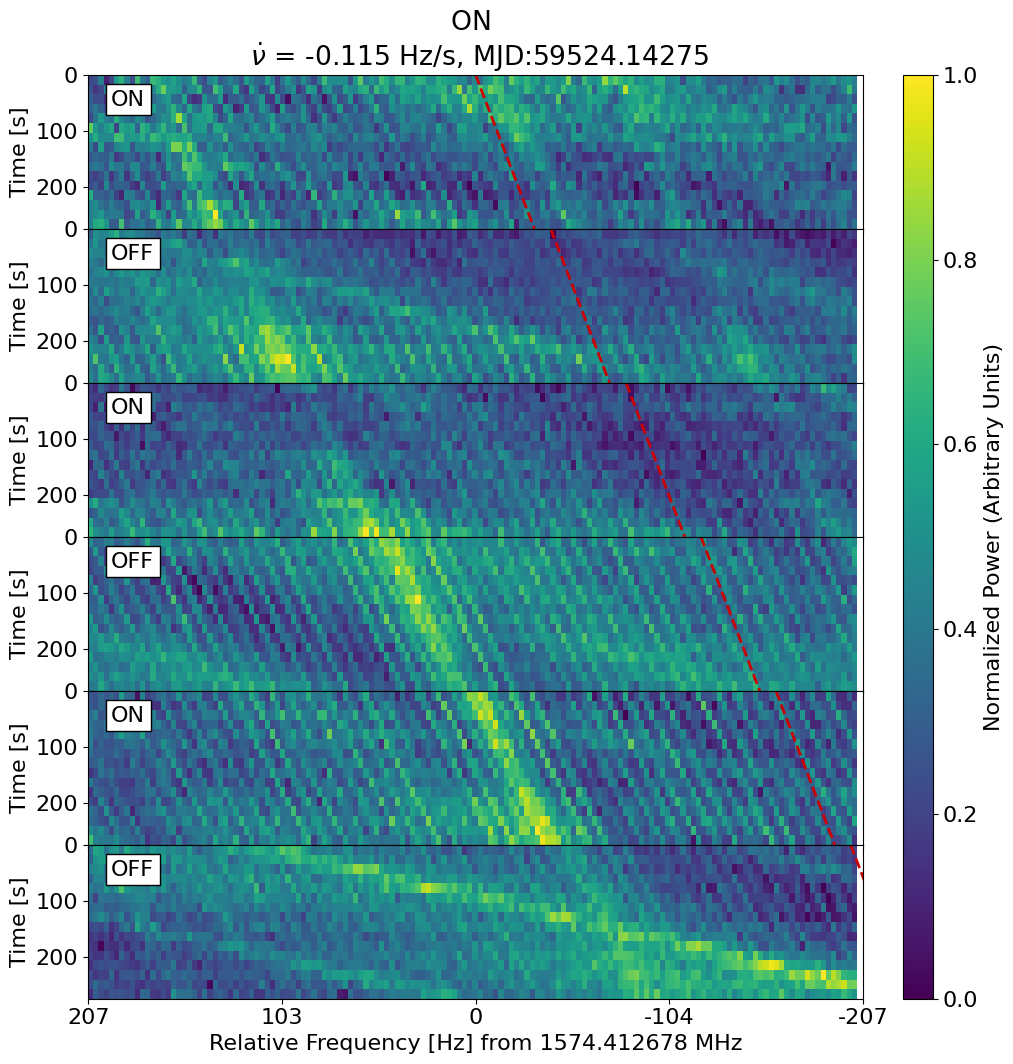 ON
ν̇ = -0.115 Hz/s, MJD:59524.14275
0
ON
100
Time [s]
200
0
OFF
100
Time [s]
200
0
ON
100
Time [s]
200
0
OFF
100
Time [s]
200
0
ON
100
Time [s]
200
0
OFF
100
Time [s]
200
207 103 0 -104 -207
Relative Frequency [Hz] from 1574.412678 MHz
1.0
0.8
0.6
0.4
0.2
0.0
Normalized Power (Arbitrary Units)